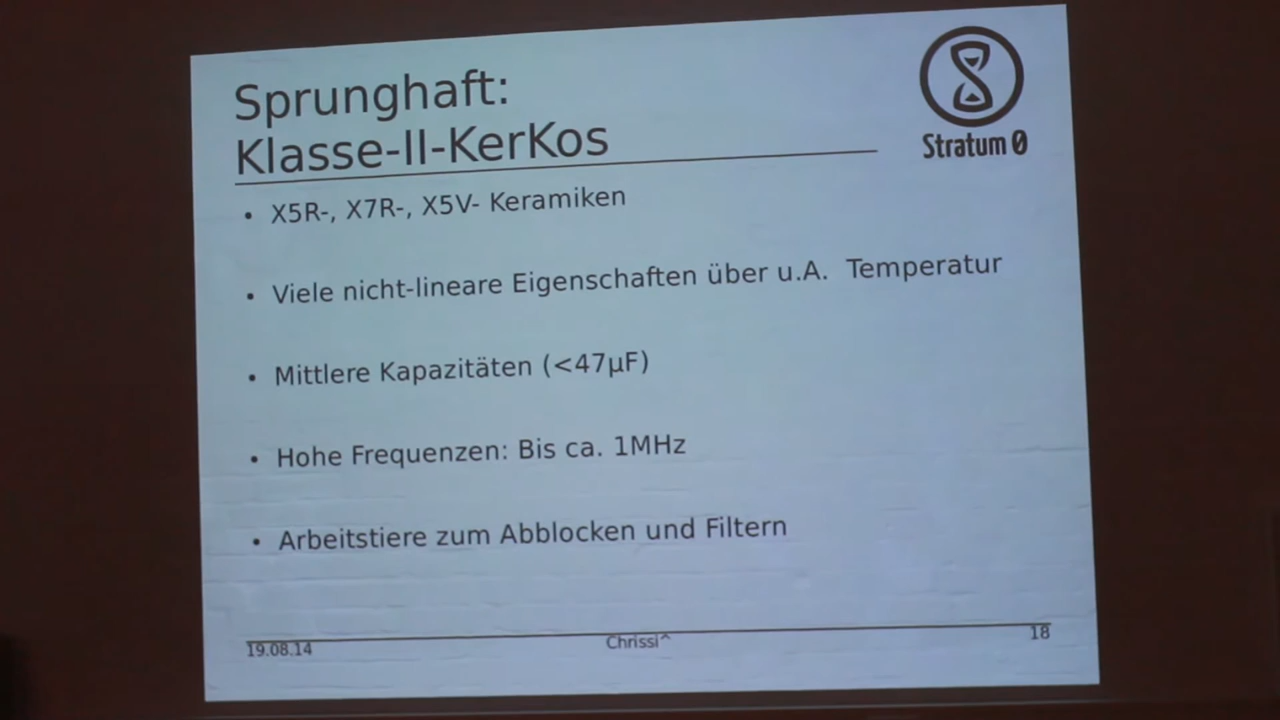 Sprunghaft:
Klasse-II-KerKos
Stratum 0
• X5R-, X7R-, X5V- Keramiken
• Viele nicht-lineare Eigenschaften über u.A. Temperatur
• Mittlere Kapazitäten (<47µF)
• Hohe Frequenzen: Bis ca. 1MHz
• Arbeitstiere zum Abblocken und Filtern
19.08.14
Chrissi^
18